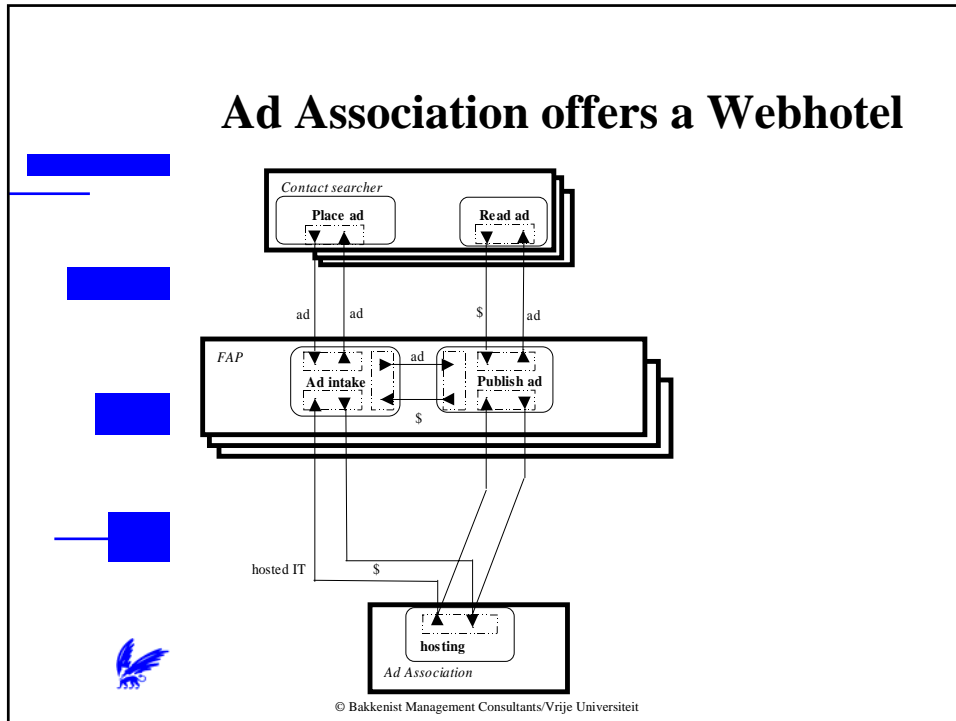 Ad Association offers a Webhotel
Contact searcher
Place ad
Read ad
ad
ad
$
ad
FAP
ad
Ad intake
Publish ad
$
hosted IT
$
hosting
Ad Association
© Bakkenist Management Consultants/Vrije Universiteit